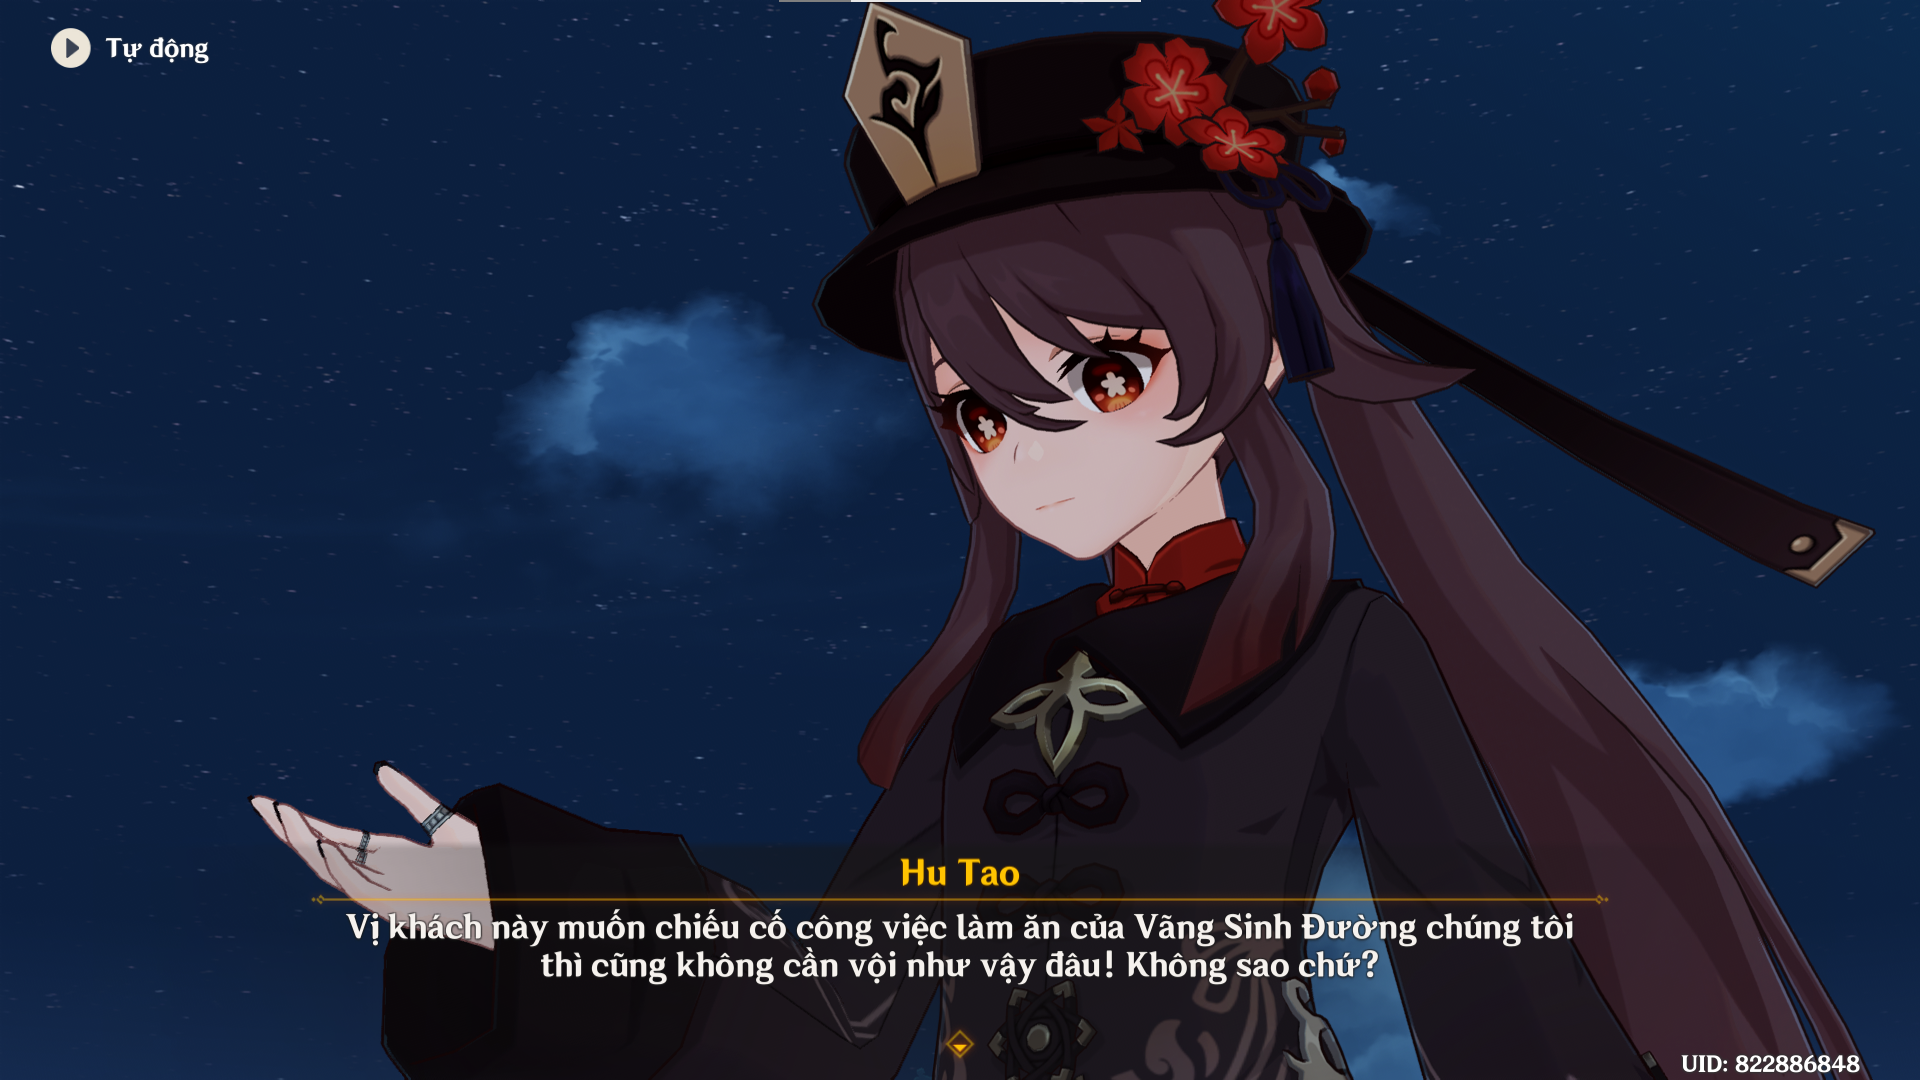 Tự động
Hu Tao
Vị khách này muốn chiếu cố công việc làm ăn của Vãng Sinh Đường chúng tôi
thì cũng không cần vội như vậy đâu! Không sao chứ?
UID: 822886848